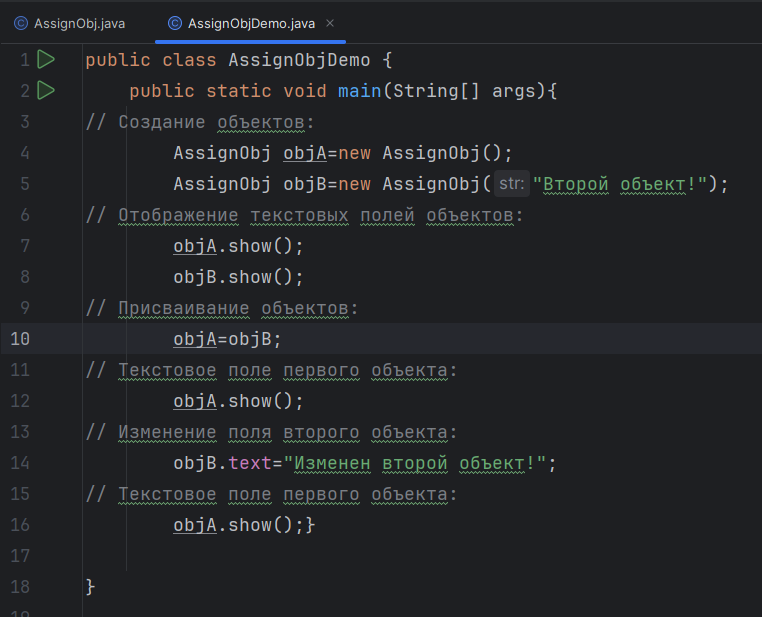 AssignObj.java AssignObjDemo.java
1 public class AssignObjDemo {
2 public static void main(String[] args){
3 // Создание объектов:
4 AssignObj objA=new AssignObj();
5 AssignObj objB=new AssignObj( str: "Второй объект!");
6 // Отображение текстовых полей объектов:
7 objA.show();
8 objB.show();
9 // Присваивание объектов:
10 objA=objB;
11 // Текстовое поле первого объекта:
12 objA.show();
13 // Изменение поля второго объекта:
14 objB.text="Изменен второй объект!";
15 // Текстовое поле первого объекта:
16 objA.show();}
17
18 }